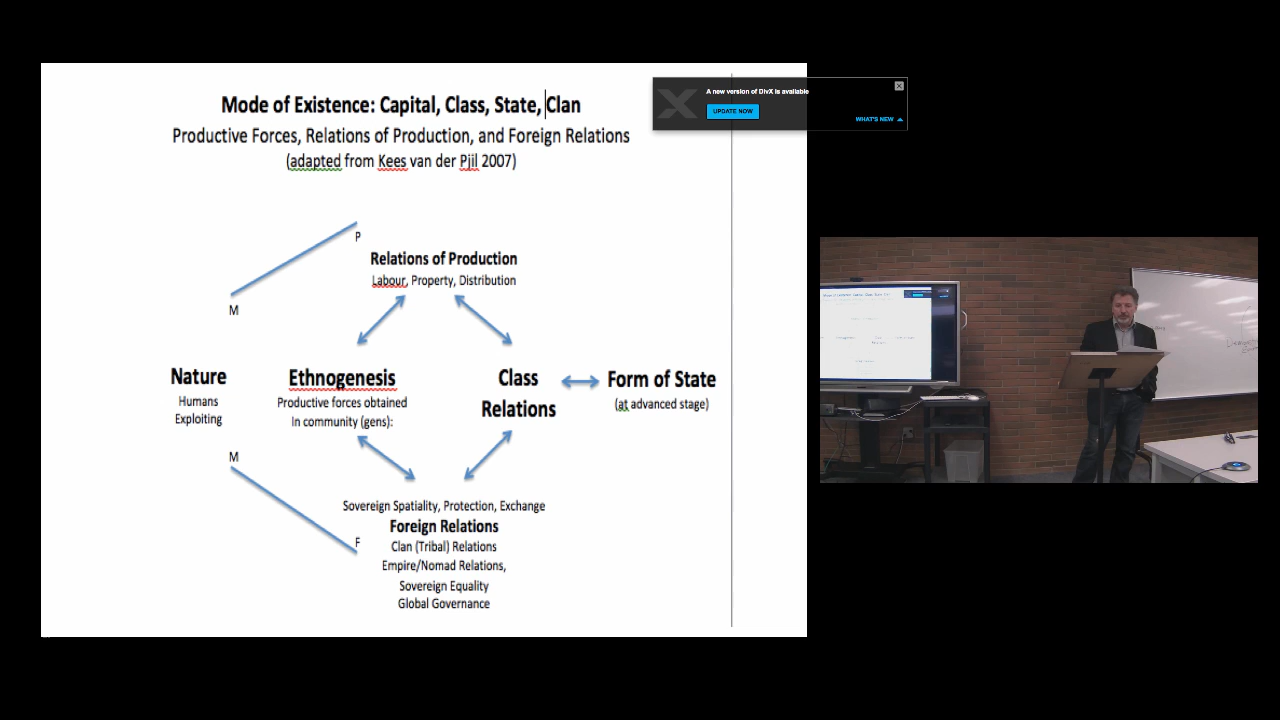 Mode of Existence: Capital, Class, State, Clan
Productive Forces, Relations of Production, and Foreign Relations
(adapted from Kees van der Pjil 2007)
A new version of DivX is available
UPDATE NOW
WHAT'S NEW
P
Relations of Production
Labour, Property, Distribution
M
Nature
Humans
Exploiting
Ethnogenesis
Productive forces obtained
In community (gens):
Class
Relations
Form of State
(at advanced stage)
M
Sovereign Spatiality, Protection, Exchange
F
Foreign Relations
Clan (Tribal) Relations
Empire/Nomad Relations,
Sovereign Equality
Global Governance